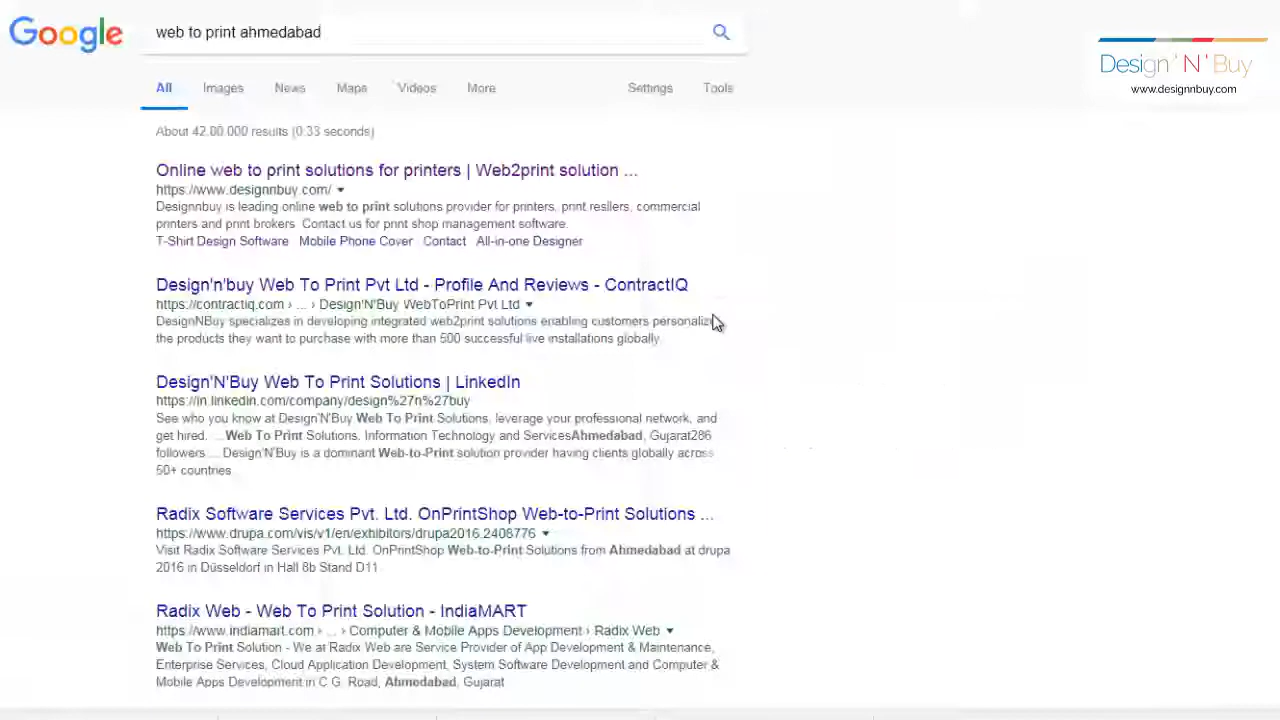 Google
web to print ahmedabad
Design'N'Buy
www.designnbuy.com
All Images News Maps Videos More Settings Tools
About 42,00,000 results (0.33 seconds)
Online web to print solutions for printers | Web2print solution ...
https://www.designnbuy.com/
Designnbuy is leading online web to print solutions provider for printers, print resllers, commercial
printers and print brokers. Contact us for print shop management software.
T-Shirt Design Software Mobile Phone Cover Contact All-in-one Designer
Design'n'buy Web To Print Pvt Ltd - Profile And Reviews - ContractIQ
https://contractiq.com › ... › Design'N'Buy WebToPrint Pvt Ltd
DesignNBuy specializes in developing integrated web2print solutions enabling customers personalize
the products they want to purchase with more than 500 successful live installations globally.
Design'N'Buy Web To Print Solutions | LinkedIn
https://in.linkedin.com/company/design%27n%27buy
See who you know at Design'N'Buy Web To Print Solutions, leverage your professional network, and
get hired. ... Web To Print Solutions. Information Technology and ServicesAhmedabad, Gujarat286
followers ... Design'N'Buy is a dominant Web-to-Print solution provider having clients globally across
50+ countries.
Radix Software Services Pvt. Ltd. OnPrintShop Web-to-Print Solutions ...
https://www.drupa.com/vis/v1/en/exhibitors/drupa2016.2408776
Visit Radix Software Services Pvt. Ltd. OnPrintShop Web-to-Print Solutions from Ahmedabad at drupa
2016 in Düsseldorf in Hall 8b Stand D11
Radix Web - Web To Print Solution - IndiaMART
https://www.indiamart.com › ... › Computer & Mobile Apps Development › Radix Web
Web To Print Solution - We at Radix Web are Service Provider of App Development & Maintenance,
Enterprise Services, Cloud Application Development, System Software Development and Computer &
Mobile Apps Development in C.G. Road, Ahmedabad, Gujarat